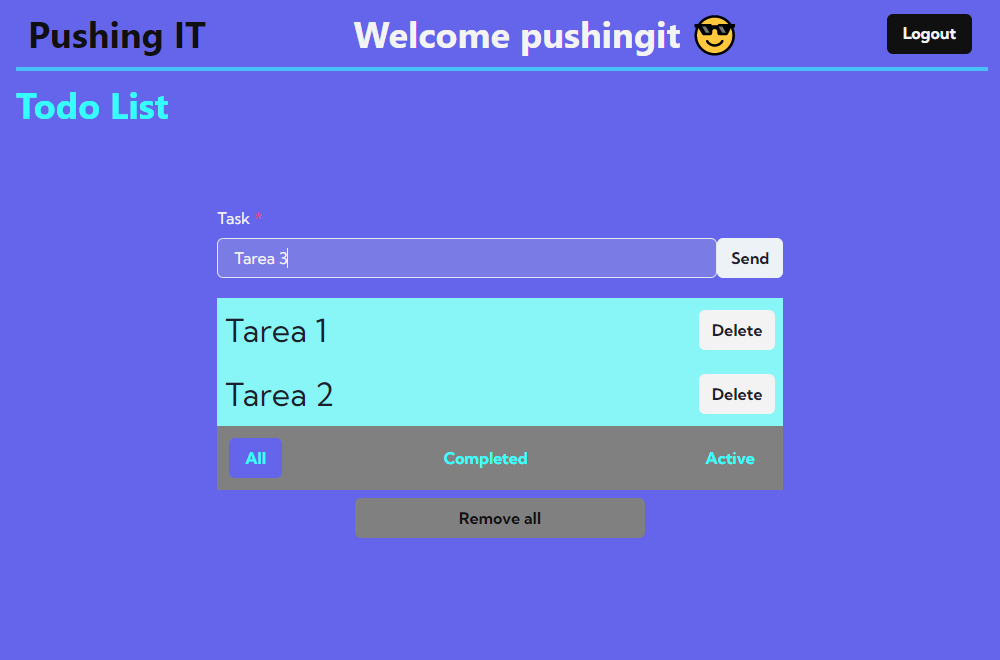 Pushing IT
Welcome pushingit 😎
Logout
Todo List
Task *
Tarea 3
Send
Tarea 1
Delete
Tarea 2
Delete
All
Completed
Active
Remove all